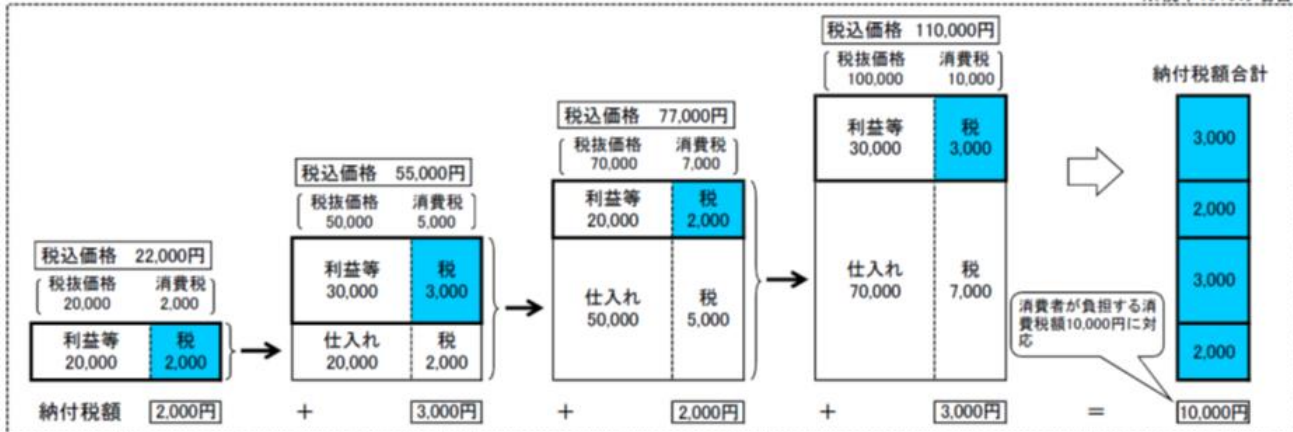 税込価格 22,000円
税抜価格 消費税
20,000 2,000
利益等 税
20,000 2,000
税込価格 55,000円
税抜価格 消費税
50,000 5,000
利益等 税
30,000 3,000
仕入れ 税
20,000 2,000
税込価格 77,000円
税抜価格 消費税
70,000 7,000
利益等 税
20,000 2,000
仕入れ 税
50,000 5,000
税込価格 110,000円
税抜価格 消費税
100,000 10,000
利益等 税
30,000 3,000
仕入れ 税
70,000 7,000
納付税額合計
3,000
2,000
3,000
2,000
消費者が負担する消
費税額10,000円に対
応
納付税額 2,000円 + 3,000円 + 2,000円 + 3,000円 = 10,000円